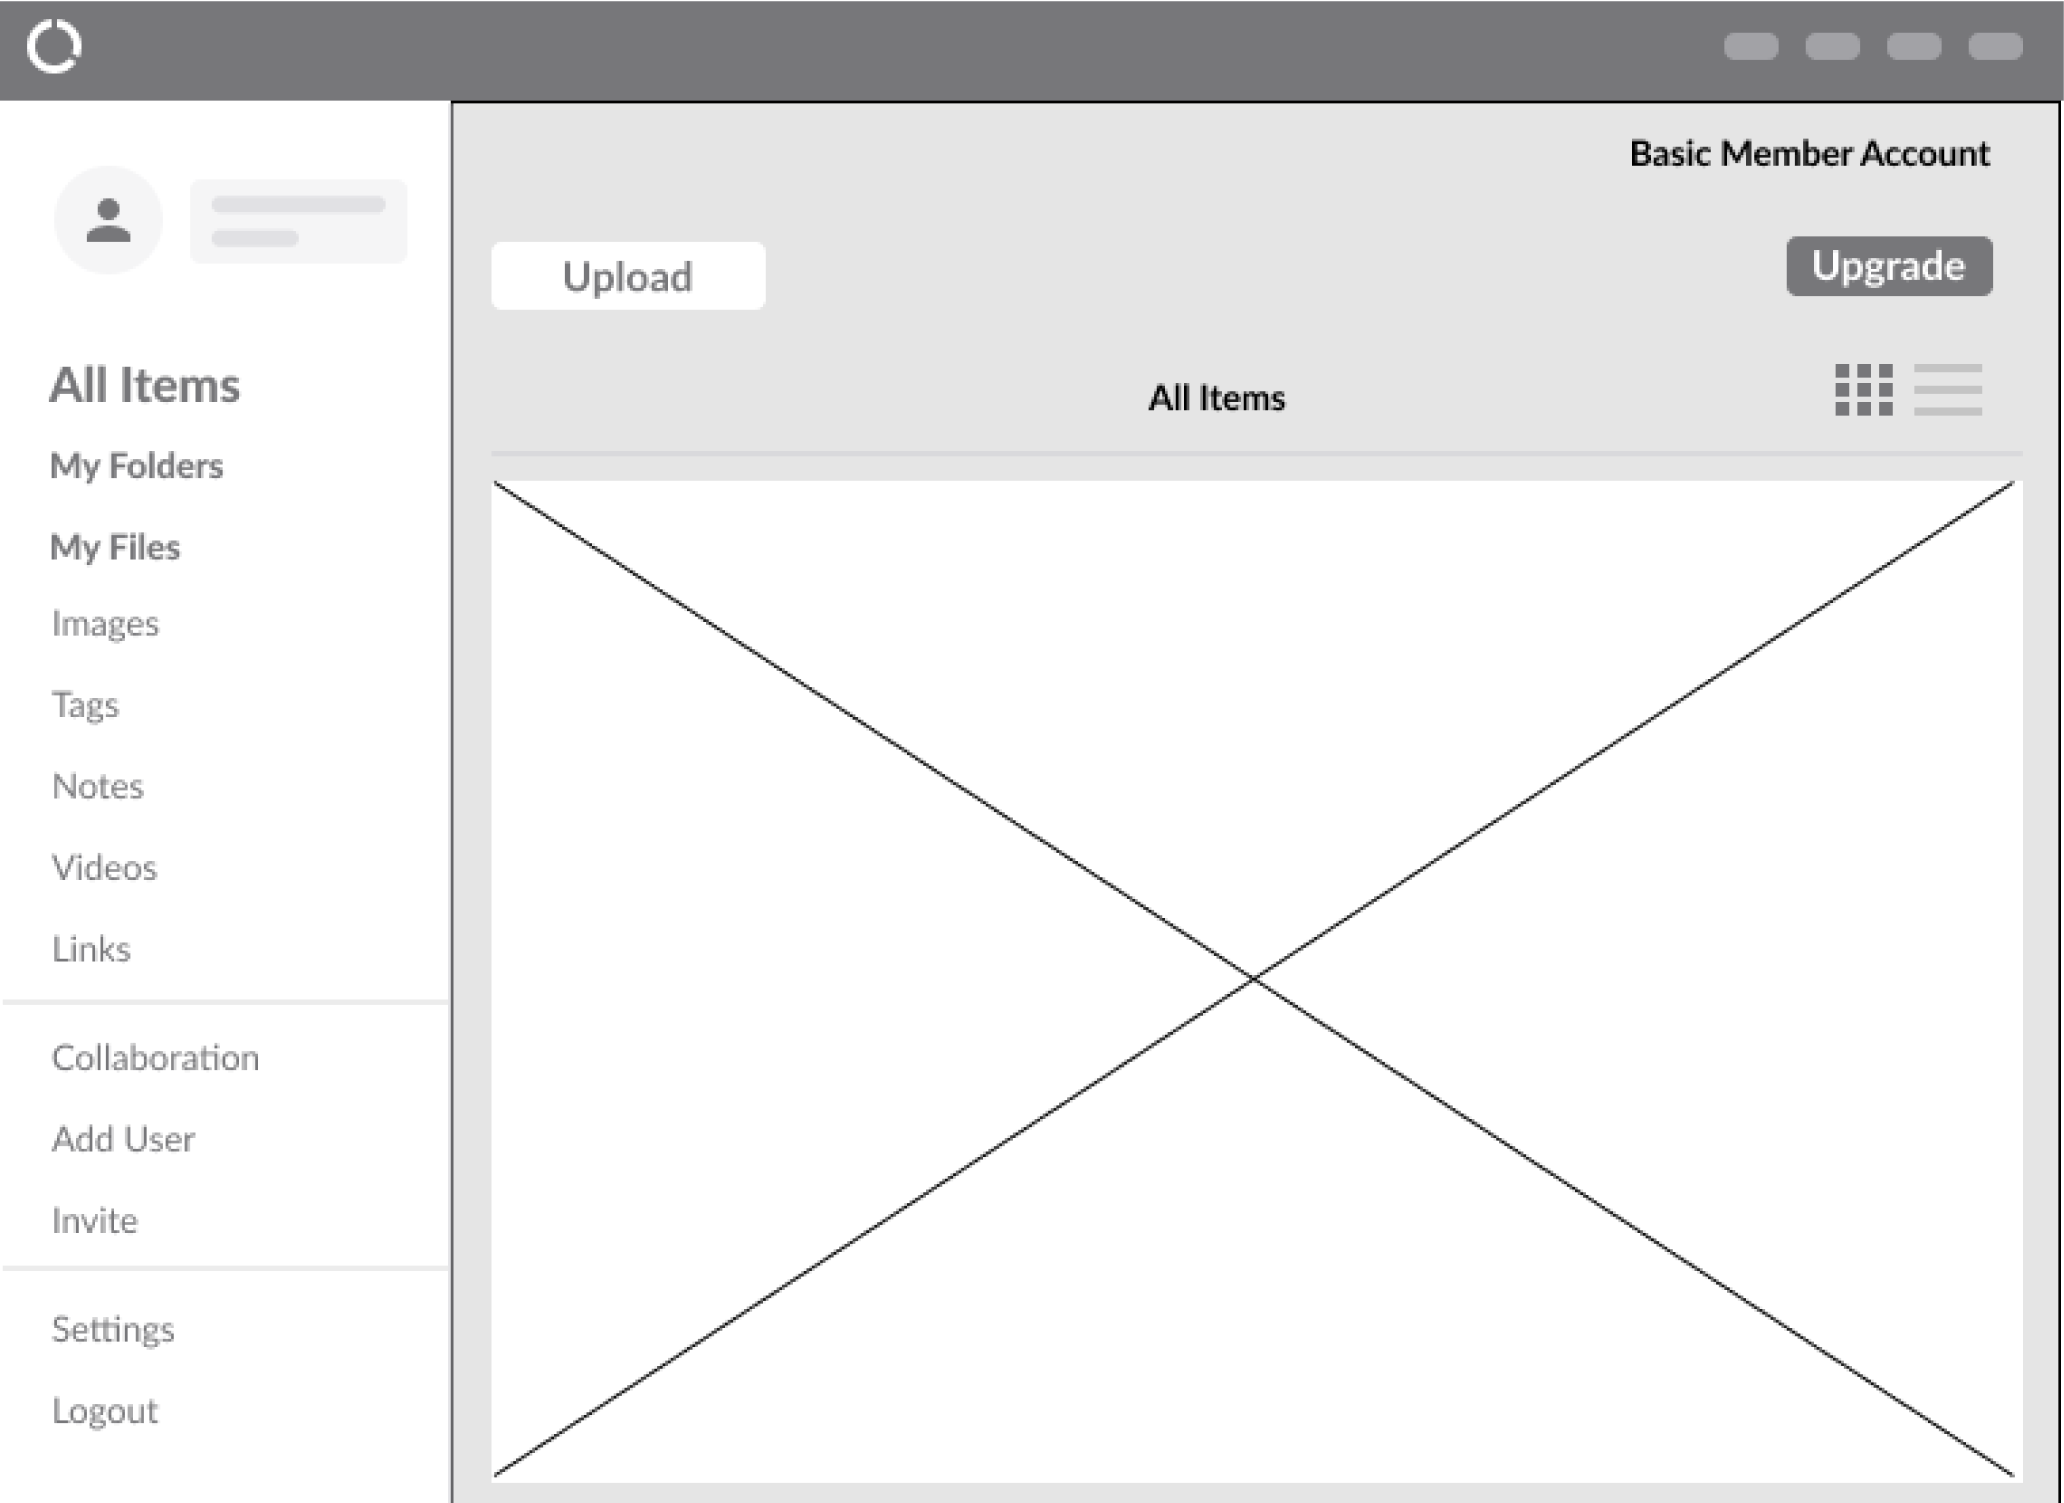 Basic Member Account
Upload
Upgrade
All Items
All Items
My Folders
My Files
Images
Tags
Notes
Videos
Links
Collaboration
Add User
Invite
Settings
Logout